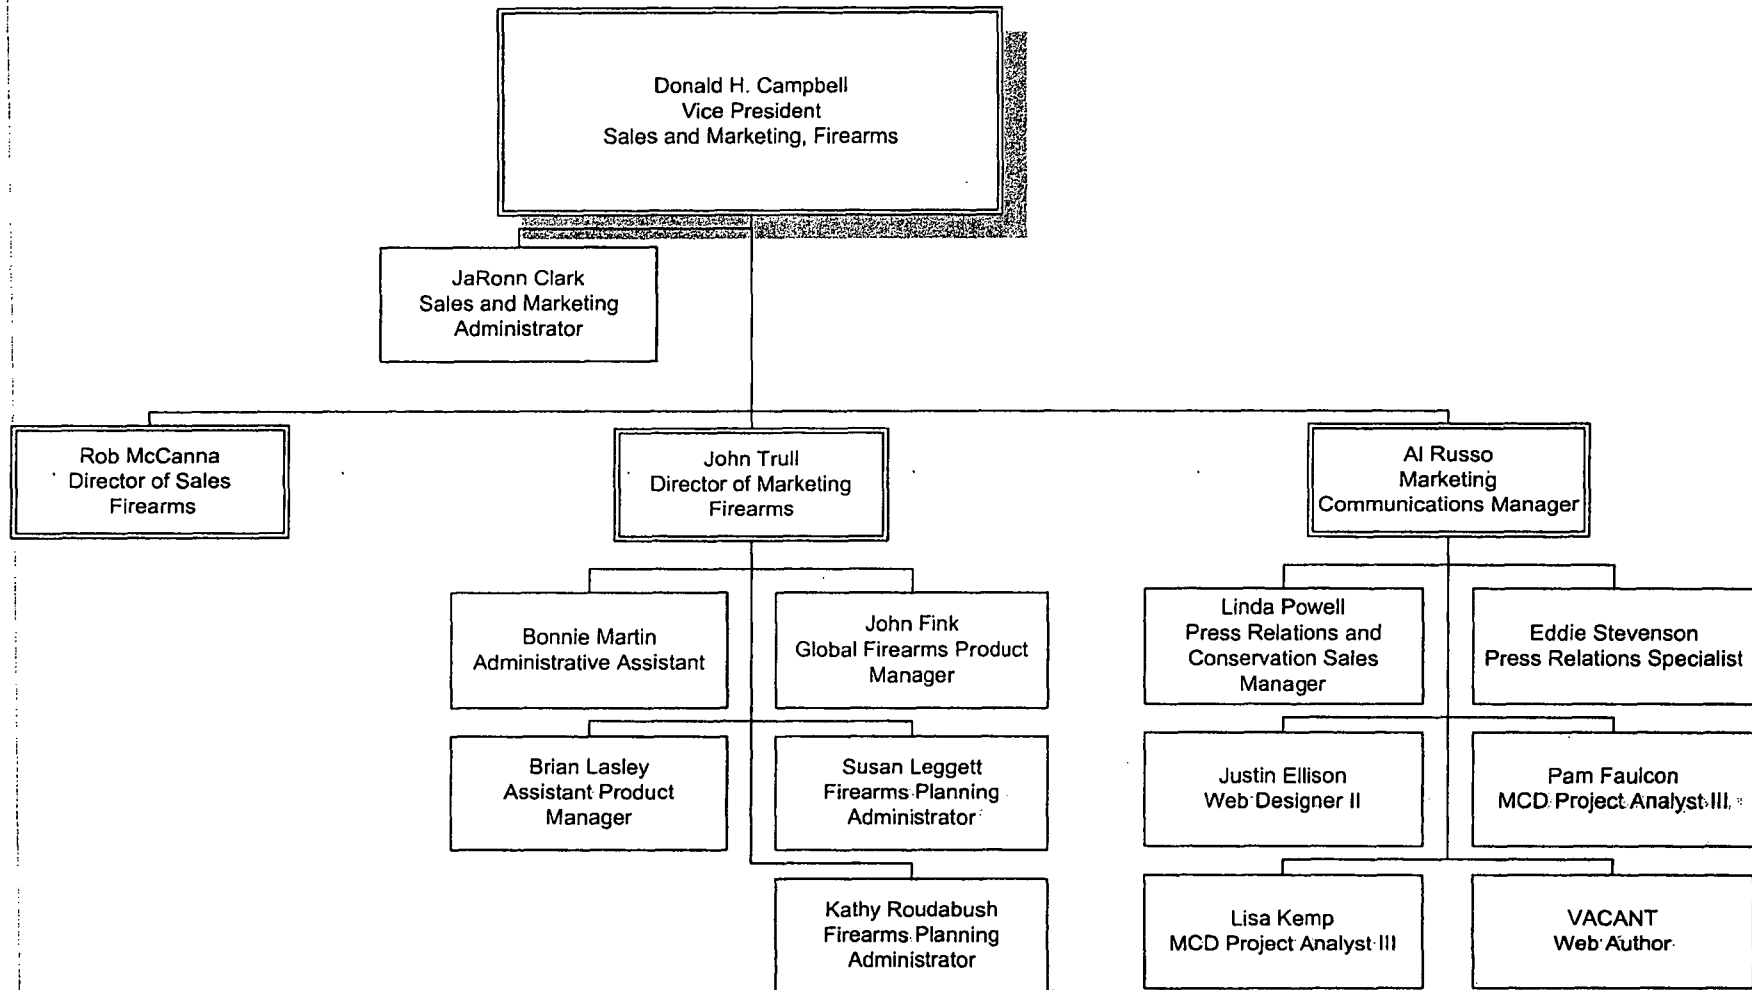 Donald H. Campbell
Vice President
Sales and Marketing, Firearms
JaRonn Clark
Sales and Marketing
Administrator
Rob McCanna
Director of Sales
Firearms
John Trull
Director of Marketing
Firearms
Al Russo
Marketing
Communications Manager
Bonnie Martin
Administrative Assistant
John Fink
Global Firearms Product
Manager
Linda Powell
Press Relations and
Conservation Sales
Manager
Eddie Stevenson
Press Relations Specialist
Brian Lasley
Assistant Product
Manager
Susan Leggett
Firearms Planning
Administrator
Justin Ellison
Web Designer II
Pam Faulcon
MCD Project Analyst III
Kathy Roudabush
Firearms Planning
Administrator
Lisa Kemp
MCD Project Analyst III
VACANT
Web Author